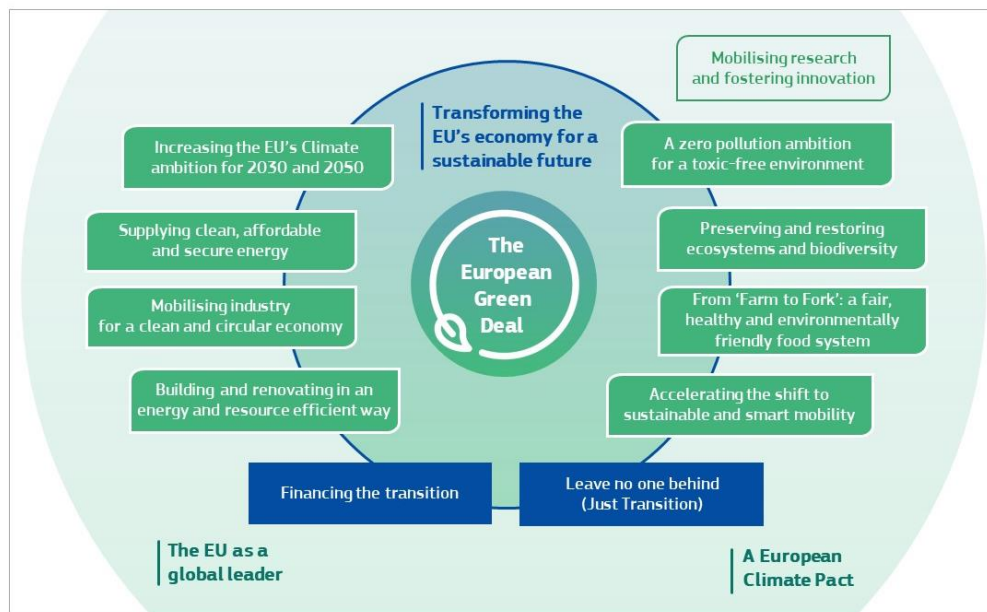 Mobilising research
and fostering innovation
Transforming the
EU's economy for a
sustainable future
Increasing the EU's Climate
ambition for 2030 and 2050
A zero pollution ambition
for a toxic-free environment
Supplying clean, affordable
and secure energy
Preserving and restoring
ecosystems and biodiversity
The
European
Green
Deal
Mobilising industry
for a clean and circular economy
From ‘Farm to Fork’: a fair,
healthy and environmentally
friendly food system
Building and renovating in an
energy and resource efficient way
Accelerating the shift to
sustainable and smart mobility
Financing the transition
Leave no one behind
(Just Transition)
The EU as a
global leader
A European
Climate Pact